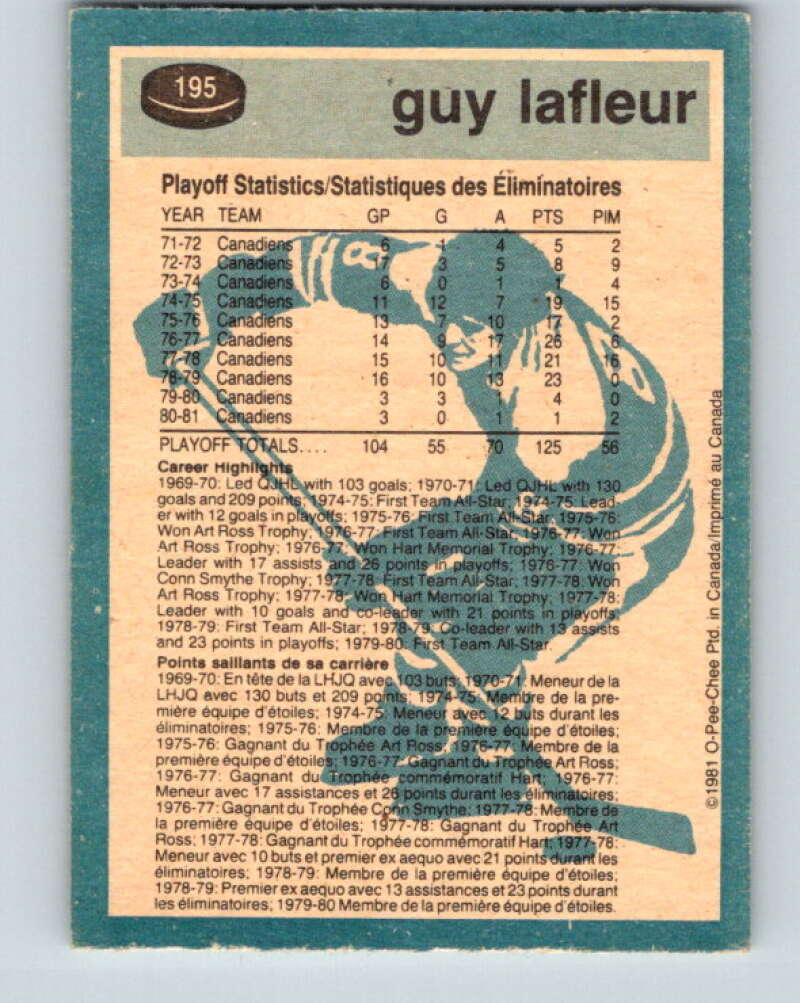 195
guy lafleur
Playoff Statistics/Statistiques des Éliminatoires
YEAR TEAM GP G A PTS PIM
71-72 Canadiens 6 1 4 5 2
72-73 Canadiens 17 3 5 8 9
73-74 Canadiens 6 0 1 1 4
74-75 Canadiens 11 12 7 19 15
75-76 Canadiens 13 7 10 17 2
76-77 Canadiens 14 9 17 26 6
77-78 Canadiens 15 10 11 21 16
78-79 Canadiens 16 10 13 23 0
79-80 Canadiens 3 3 1 4 0
80-81 Canadiens 3 0 1 1 2
PLAYOFF TOTALS.... 104 55 70 125 56
Career Highlights
1969-70: Led QJHL with 103 goals; 1970-71: Led QJHL with 130
goals and 209 points; 1974-75: First Team All-Star; 1974-75: Lead-
er with 12 goals in playoffs; 1975-76: First Team All-Star; 1975-76:
Won Art Ross Trophy; 1976-77: First Team All-Star; 1976-77: Won
Art Ross Trophy; 1976-77: Won Hart Memorial Trophy; 1976-77:
Leader with 17 assists and 26 points in playoffs; 1976-77: Won
Conn Smythe Trophy; 1977-78: First Team All-Star; 1977-78: Won
Art Ross Trophy; 1977-78: Won Hart Memorial Trophy; 1977-78:
Leader with 10 goals and co-leader with 21 points in playoffs;
1978-79: First Team All-Star; 1978-79: Co-leader with 13 assists
and 23 points in playoffs; 1979-80: First Team All-Star.
Points saillants de sa carrière
1969-70: En tête de la LHJQ avec 103 buts; 1970-71: Meneur de la
LHJQ avec 130 buts et 209 points; 1974-75: Membre de la pre-
mière équipe d'étoiles; 1974-75: Meneur avec 12 buts durant les
éliminatoires; 1975-76: Membre de la première équipe d'étoiles;
1975-76: Gagnant du Trophée Art Ross; 1976-77: Membre de la
première équipe d'étoiles; 1976-77: Gagnant du Trophée Art Ross;
1976-77: Gagnant du Trophée commémoratif Hart; 1976-77:
Meneur avec 17 assistances et 26 points durant les éliminatoires;
1976-77: Gagnant du Trophée Conn Smythe; 1977-78: Membre de
la première équipe d'étoiles; 1977-78: Gagnant du Trophée Art
Ross; 1977-78: Gagnant du Trophée commémoratif Hart; 1977-78:
Meneur avec 10 buts et premier ex aequo avec 21 points durant les
éliminatoires; 1978-79: Membre de la première équipe d'étoiles;
1978-79: Premier ex aequo avec 13 assistances et 23 points durant
les éliminatoires; 1979-80 Membre de la première équipe d'étoiles.
©1981 O-Pee-Chee Ptd. in Canada/Imprimé au Canada